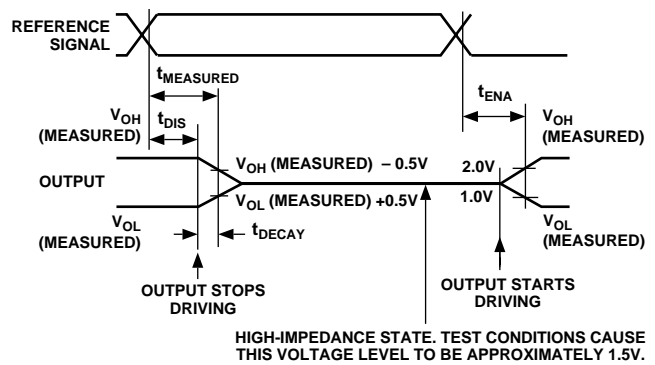 REFERENCE
SIGNAL
tMEASURED
tENA
VOH
(MEASURED)
tDIS
VOH
(MEASURED)
VOH (MEASURED) – 0.5V
2.0V
OUTPUT
VOL (MEASURED) +0.5V
1.0V
VOL
(MEASURED)
tDECAY
VOL
(MEASURED)
OUTPUT STOPS
DRIVING
OUTPUT STARTS
DRIVING
HIGH-IMPEDANCE STATE. TEST CONDITIONS CAUSE
THIS VOLTAGE LEVEL TO BE APPROXIMATELY 1.5V.